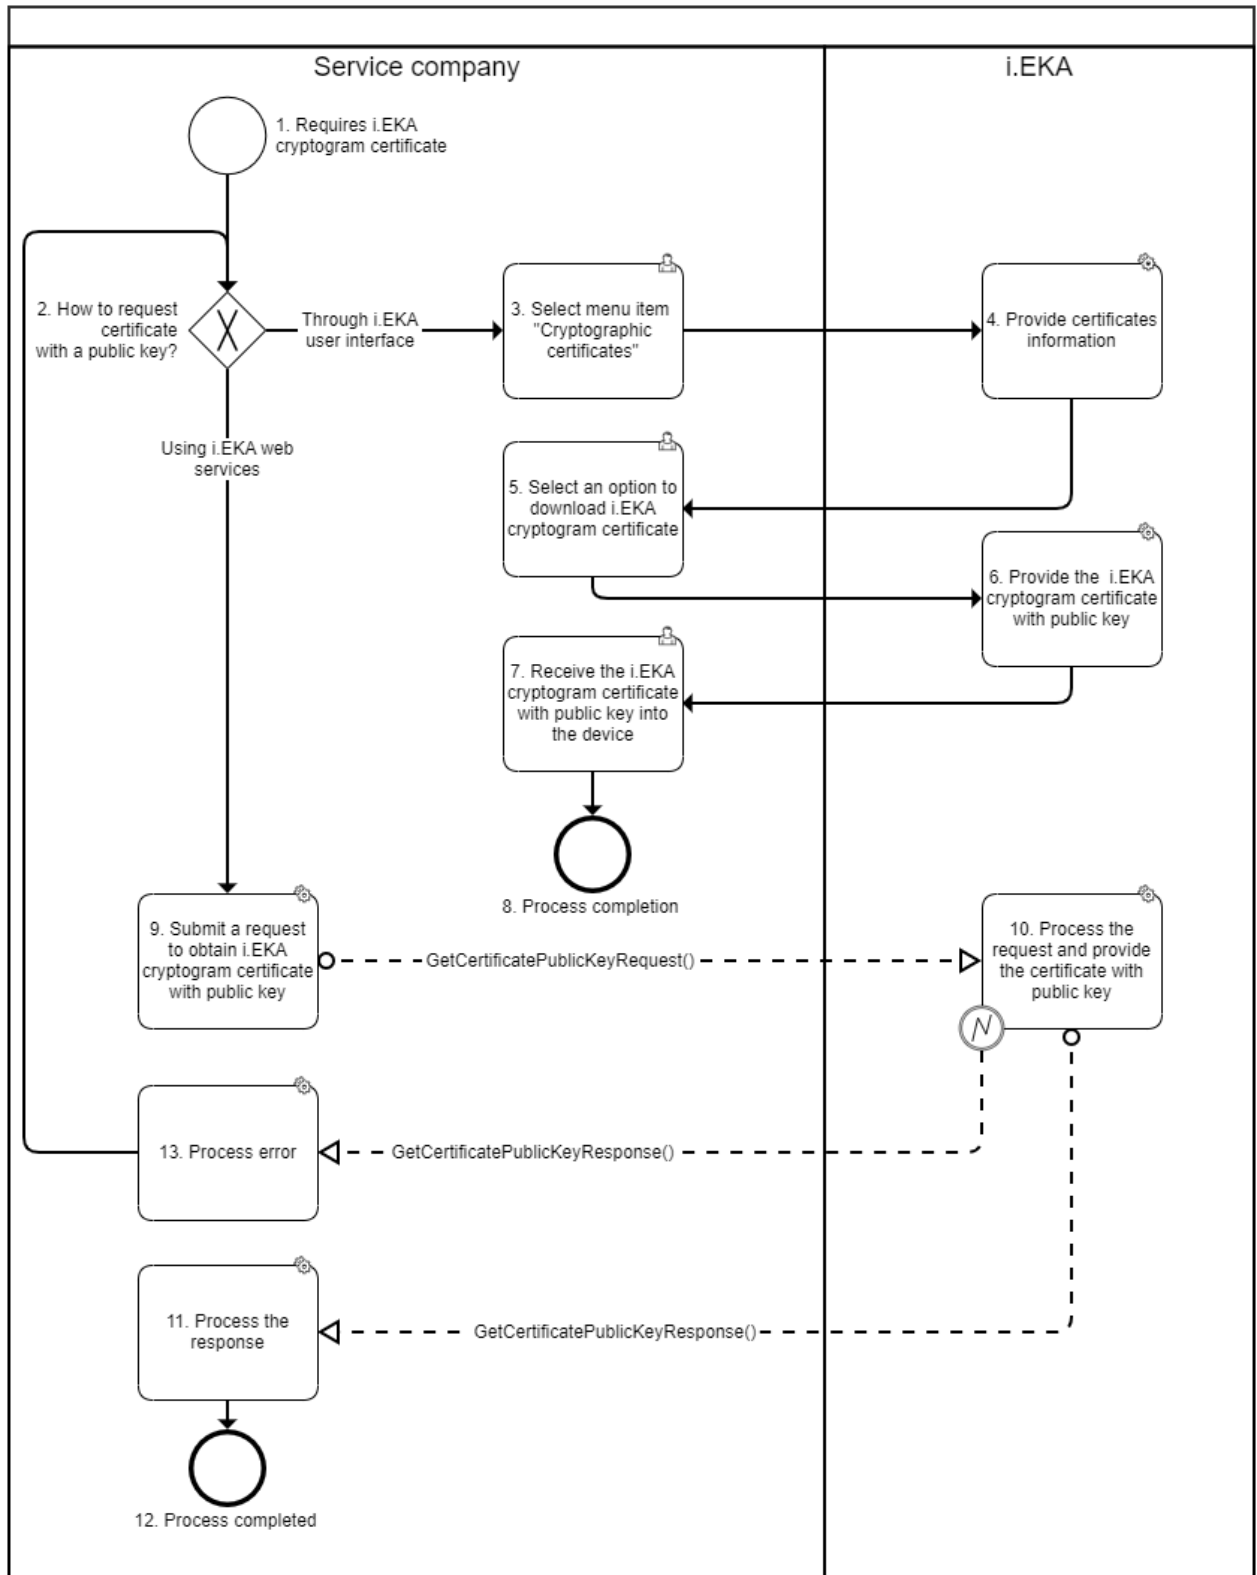 Service company
i.EKA
1. Requires i.EKA
cryptogram certificate
2. How to request
certificate
with a public key?
Through i.EKA
user interface
3. Select menu item
"Cryptographic
certificates"
4. Provide certificates
information
Using i.EKA web
services
5. Select an option to
download i.EKA
cryptogram certificate
6. Provide the i.EKA
cryptogram certificate
with public key
7. Receive the i.EKA
cryptogram certificate
with public key into
the device
8. Process completion
9. Submit a request
to obtain i.EKA
cryptogram certificate
with public key
GetCertificatePublicKeyRequest()
10. Process the
request and provide
the certificate with
public key
13. Process error
GetCertificatePublicKeyResponse()
11. Process the
response
GetCertificatePublicKeyResponse()
12. Process completed